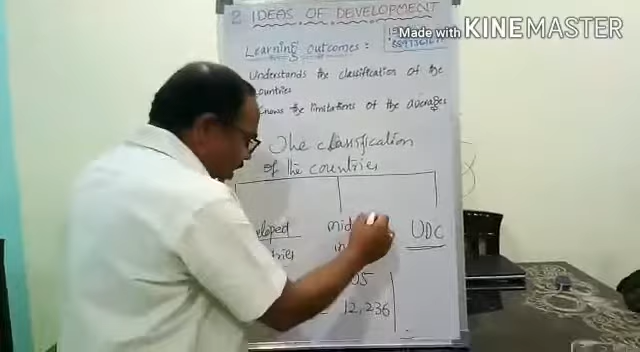 Made with KINEMASTER
2 IDEAS OF DEVELOPMENT
Learning outcomes :
Understands the classification of the
countries
Knows the limitations of the averages
The classification
of the countries
UDC
12,236